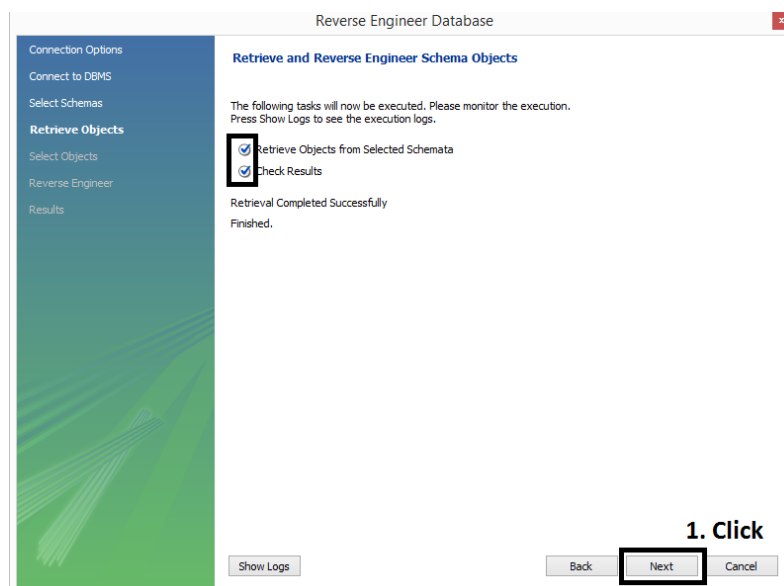 Reverse Engineer Database
x
Connection Options
Connect to DBMS
Select Schemas
Retrieve Objects
Select Objects
Reverse Engineer
Results
Retrieve and Reverse Engineer Schema Objects
The following tasks will now be executed. Please monitor the execution.
Press Show Logs to see the execution logs.
Retrieve Objects from Selected Schemata
Check Results
Retrieval Completed Successfully
Finished.
1. Click
Show Logs
Back
Next
Cancel